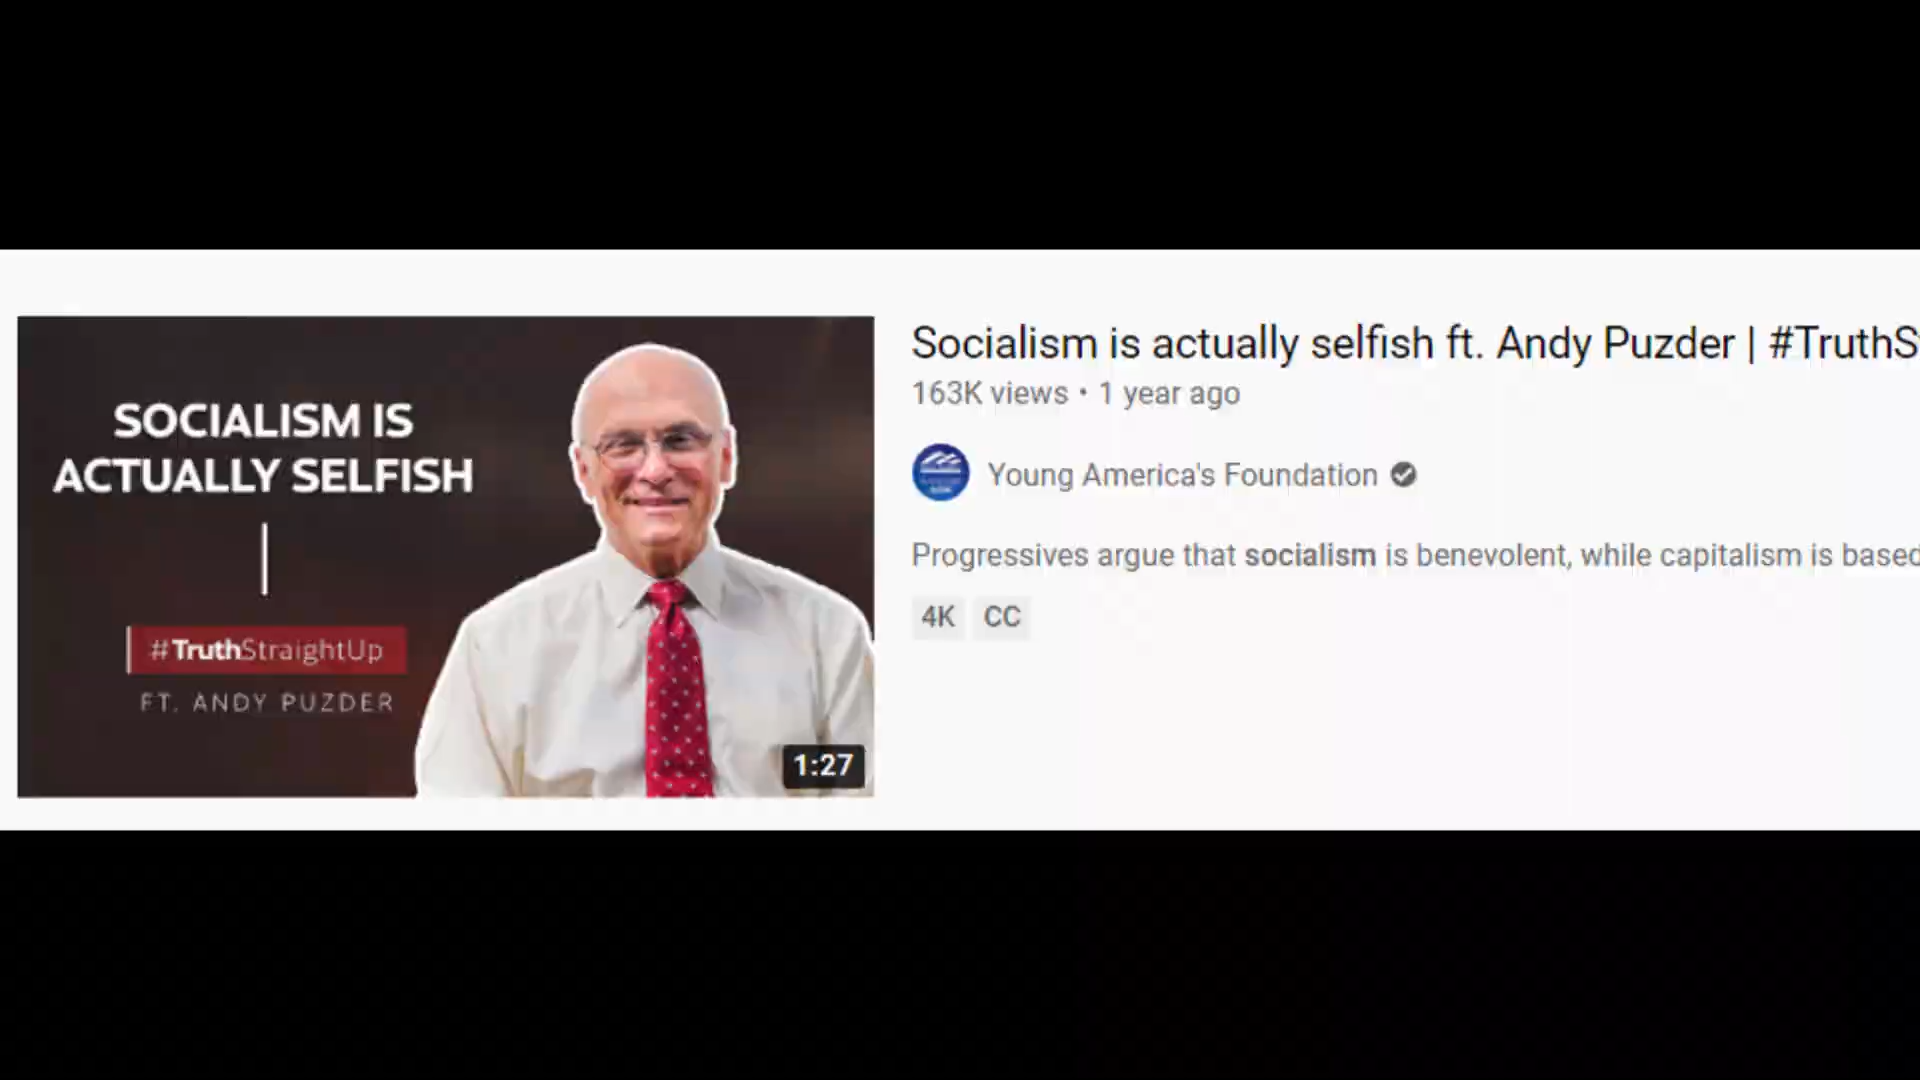 SOCIALISM IS
ACTUALLY SELFISH
#TruthStraightUp
FT. ANDY PUZDER
1:27
Socialism is actually selfish ft. Andy Puzder | #TruthS
163K views • 1 year ago
Young America's Foundation
Progressives argue that socialism is benevolent, while capitalism is based
4K CC